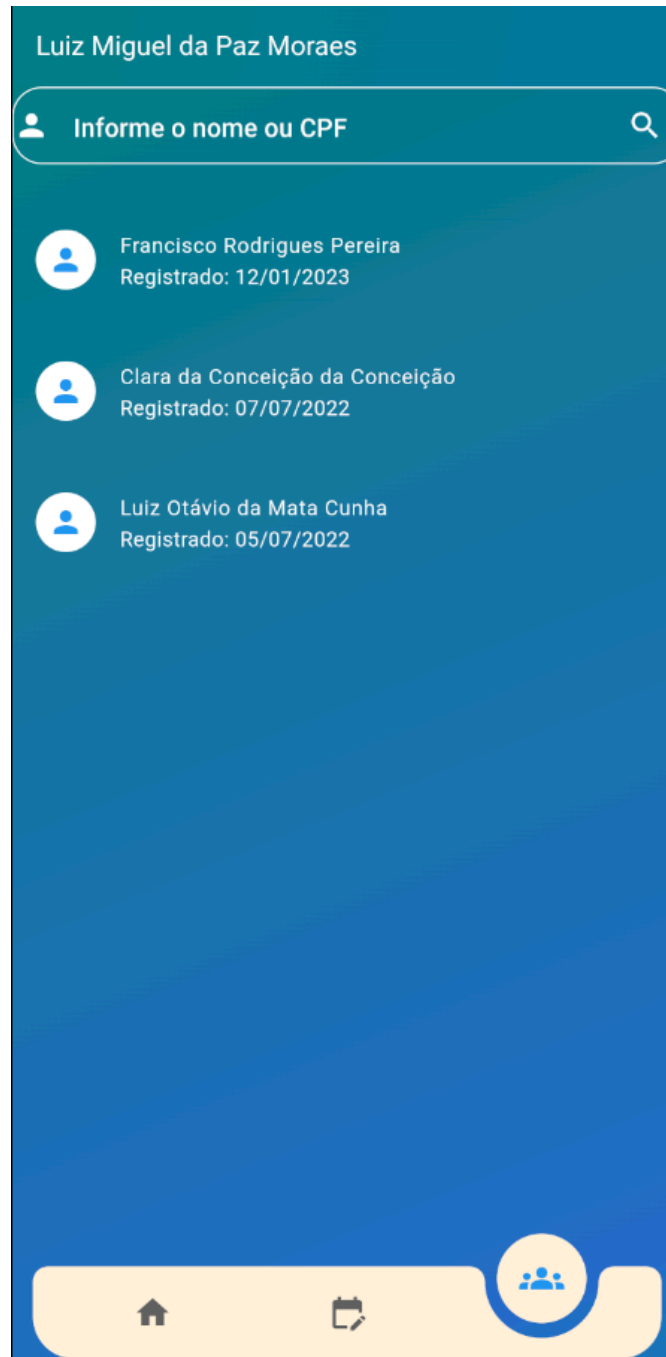 Luiz Miguel da Paz Moraes
Informe o nome ou CPF
Francisco Rodrigues Pereira
Registrado: 12/01/2023
Clara da Conceição da Conceição
Registrado: 07/07/2022
Luiz Otávio da Mata Cunha
Registrado: 05/07/2022